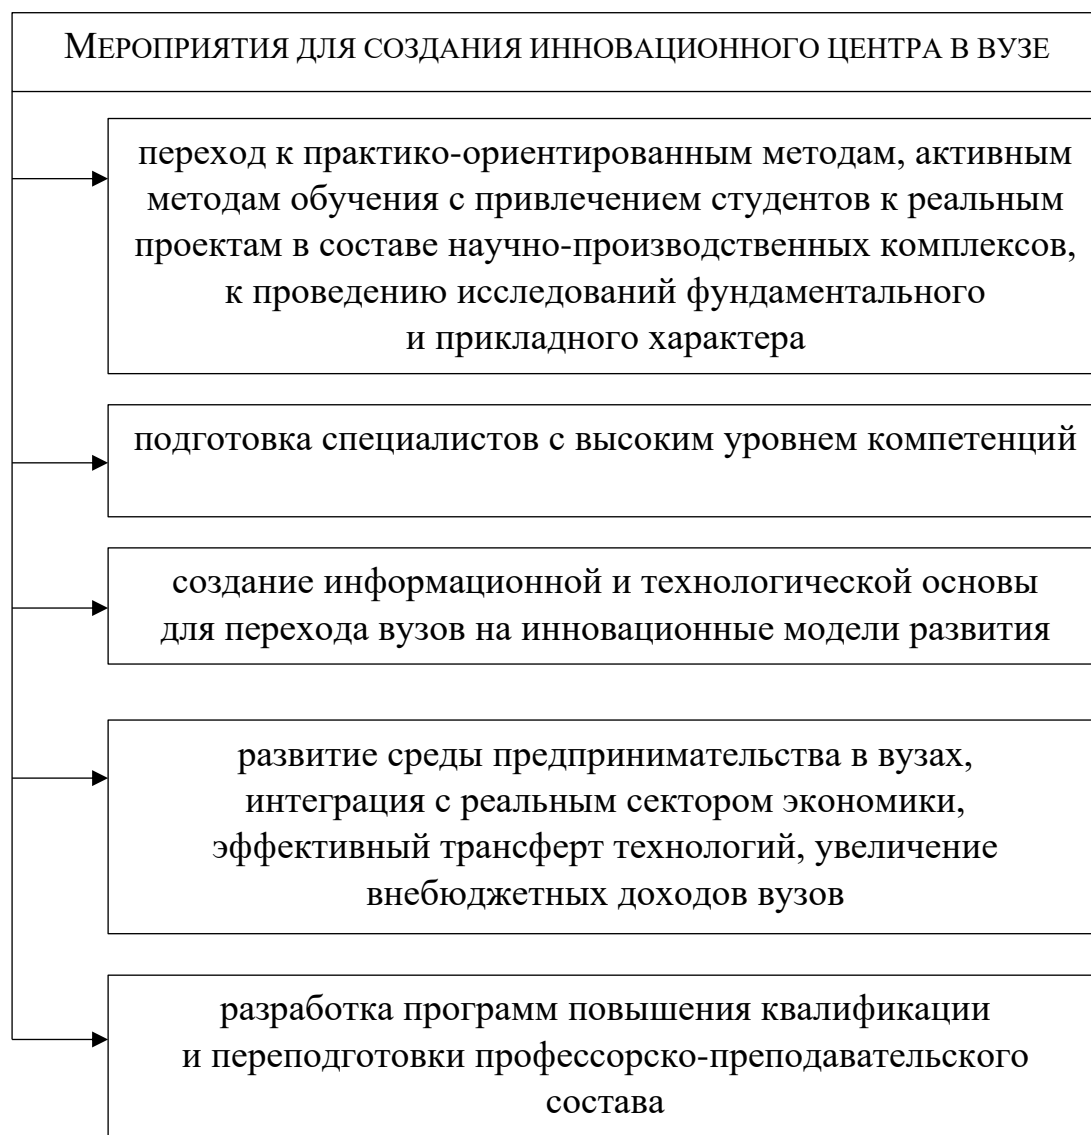 МЕРОПРИЯТИЯ ДЛЯ СОЗДАНИЯ ИННОВАЦИОННОГО ЦЕНТРА В ВУЗЕ
переход к практико-ориентированным методам, активным
методам обучения с привлечением студентов к реальным
проектам в составе научно-производственных комплексов,
к проведению исследований фундаментального
и прикладного характера
подготовка специалистов с высоким уровнем компетенций
создание информационной и технологической основы
для перехода вузов на инновационные модели развития
развитие среды предпринимательства в вузах,
интеграция с реальным сектором экономики,
эффективный трансферт технологий, увеличение
внебюджетных доходов вузов
разработка программ повышения квалификации
и переподготовки профессорско-преподавательского
состава